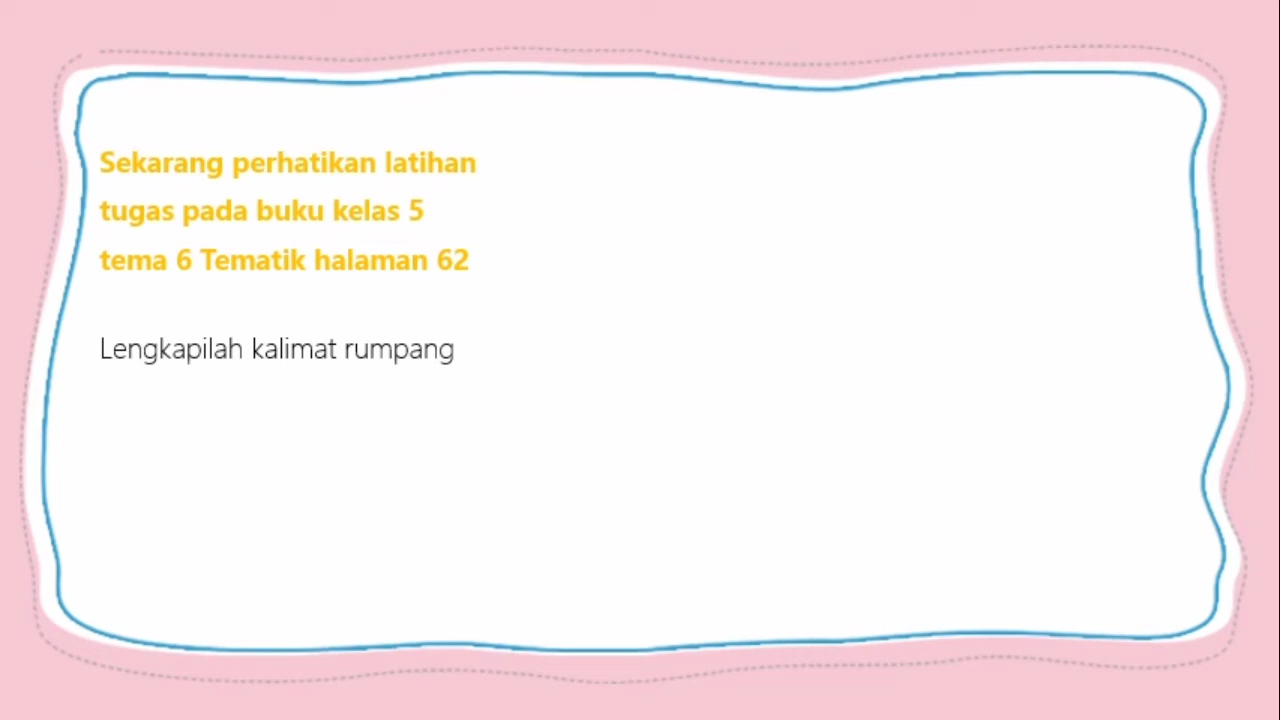 Sekarang perhatikan latihan
tugas pada buku kelas 5
tema 6 Tematik halaman 62
Lengkapilah kalimat rumpang